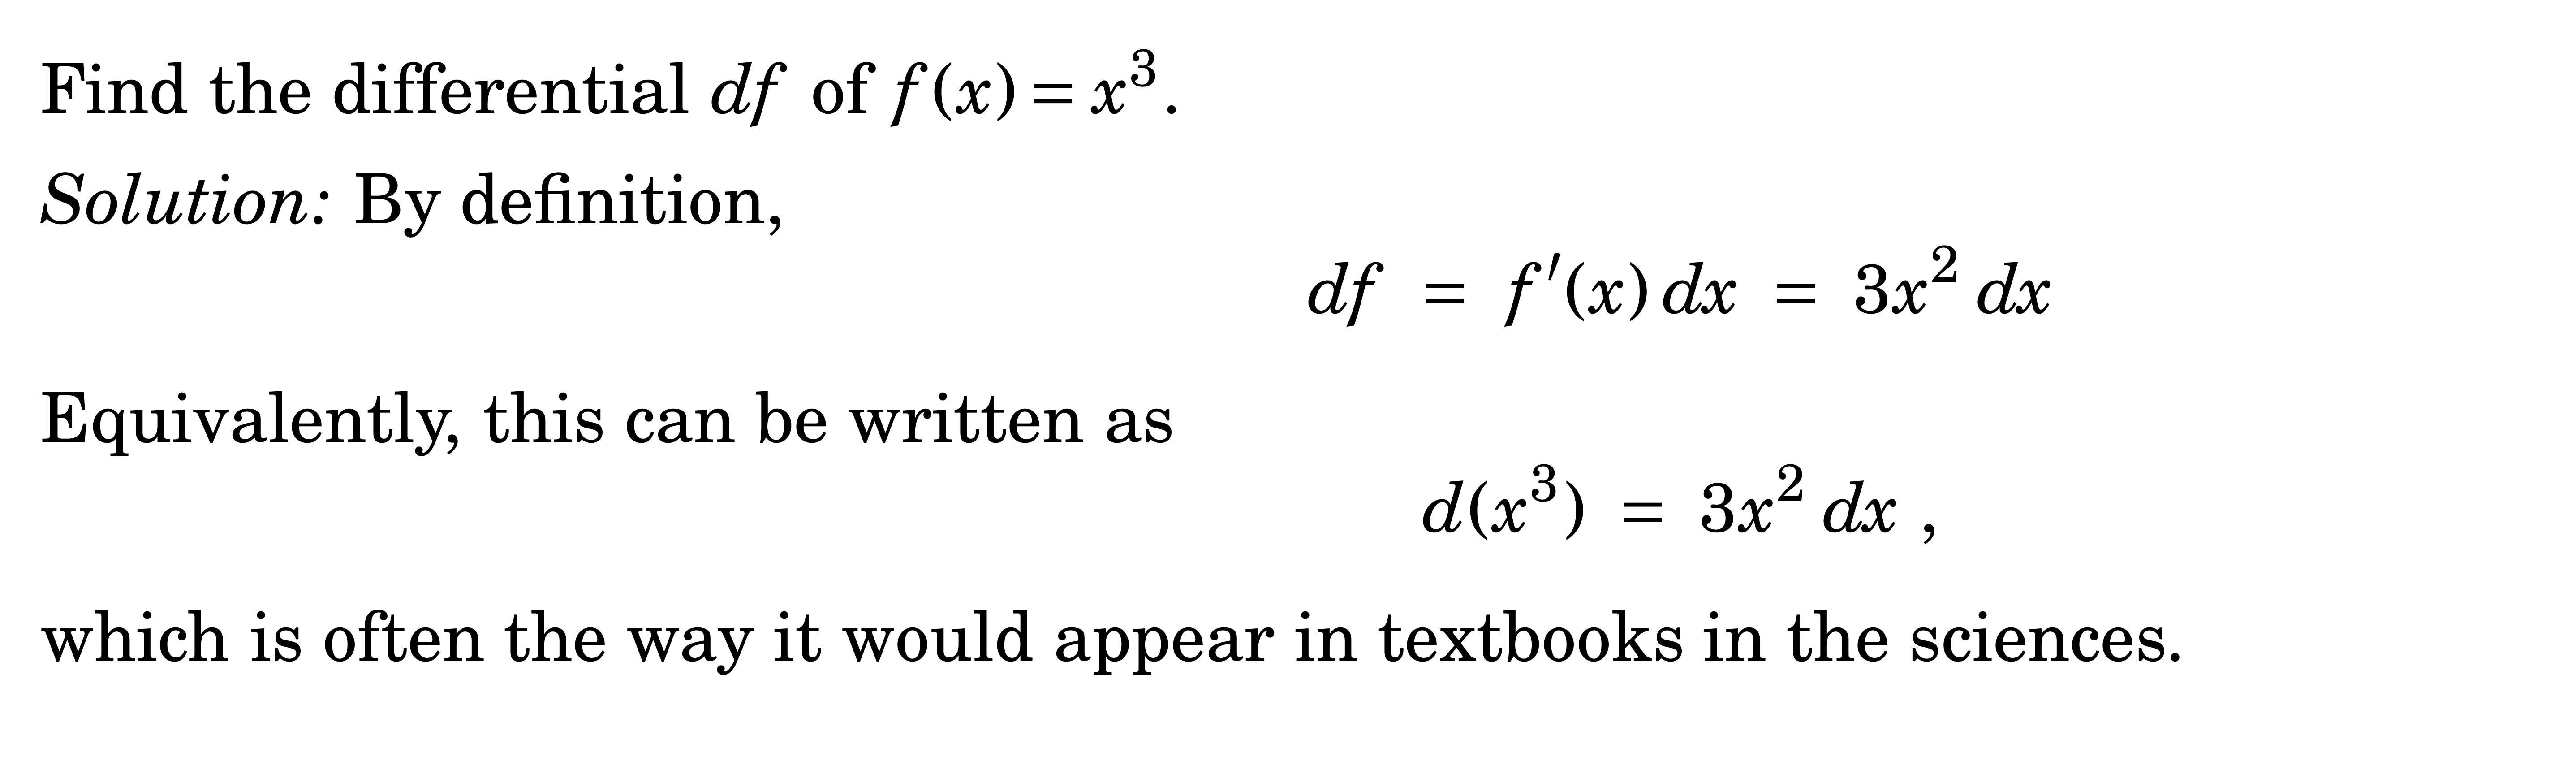 Find the differential df of f(x) = x³.
Solution: By definition,
df = f′(x) dx = 3x² dx
Equivalently, this can be written as
d(x³) = 3x² dx ,
which is often the way it would appear in textbooks in the sciences.